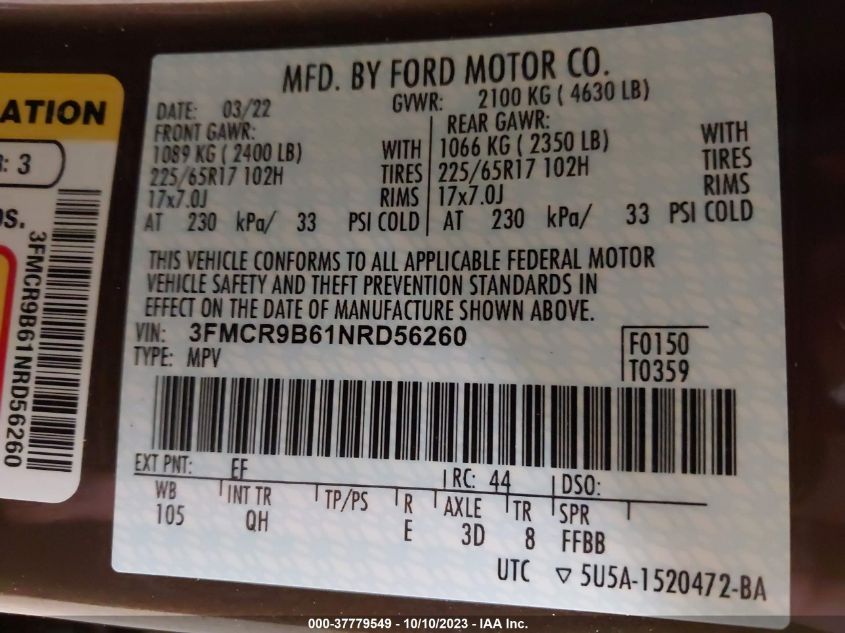 ATION
: 3
OS.
3FMCR9B61NRD56260
MFD. BY FORD MOTOR CO.
DATE: 03/22 GVWR: 2100 KG ( 4630 LB)
FRONT GAWR: REAR GAWR:
1089 KG ( 2400 LB) WITH 1066 KG ( 2350 LB) WITH
225/65R17 102H TIRES 225/65R17 102H TIRES
17x7.0J RIMS 17x7.0J RIMS
AT 230 kPa/ 33 PSI COLD AT 230 kPa/ 33 PSI COLD
THIS VEHICLE CONFORMS TO ALL APPLICABLE FEDERAL MOTOR
VEHICLE SAFETY AND THEFT PREVENTION STANDARDS IN
EFFECT ON THE DATE OF MANUFACTURE SHOWN ABOVE.
VIN: 3FMCR9B61NRD56260
TYPE: MPV
F0150
T0359
EXT PNT: EF RC: 44 DSO:
WB INT TR TP/PS R AXLE TR SPR
105 QH E 3D 8 FFBB
UTC ▽ 5U5A-1520472-BA
000-37779549 - 10/10/2023 - IAA Inc.